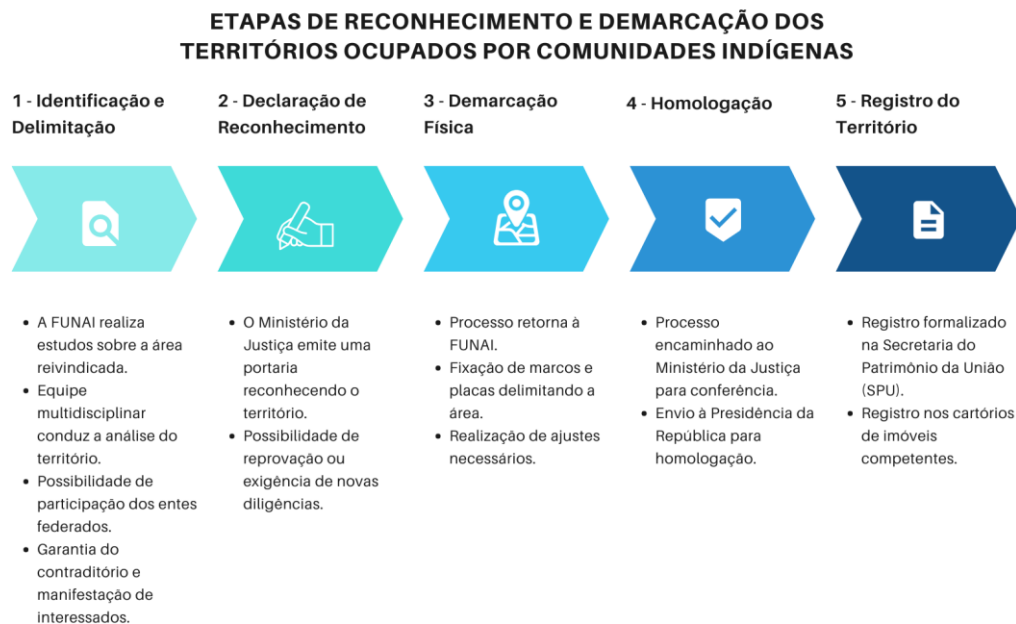 ETAPAS DE RECONHECIMENTO E DEMARCAÇÃO DOS
TERRITÓRIOS OCUPADOS POR COMUNIDADES INDÍGENAS
1 - Identificação e
Delimitação
• A FUNAI realiza
estudos sobre a área
reivindicada.
• Equipe
multidisciplinar
conduz a análise do
território.
• Possibilidade de
participação dos entes
federados.
• Garantia do
contraditório e
manifestação de
interessados.
2 - Declaração de
Reconhecimento
• O Ministério da
Justiça emite uma
portaria
reconhecendo o
território.
• Possibilidade de
reprovação ou
exigência de novas
diligências.
3 - Demarcação
Física
• Processo retorna à
FUNAI.
• Fixação de marcos e
placas delimitando a
área.
• Realização de ajustes
necessários.
4 - Homologação
• Processo
encaminhado ao
Ministério da Justiça
para conferência.
• Envio à Presidência da
República para
homologação.
5 - Registro do
Território
• Registro formalizado
na Secretaria do
Patrimônio da União
(SPU).
• Registro nos cartórios
de imóveis
competentes.